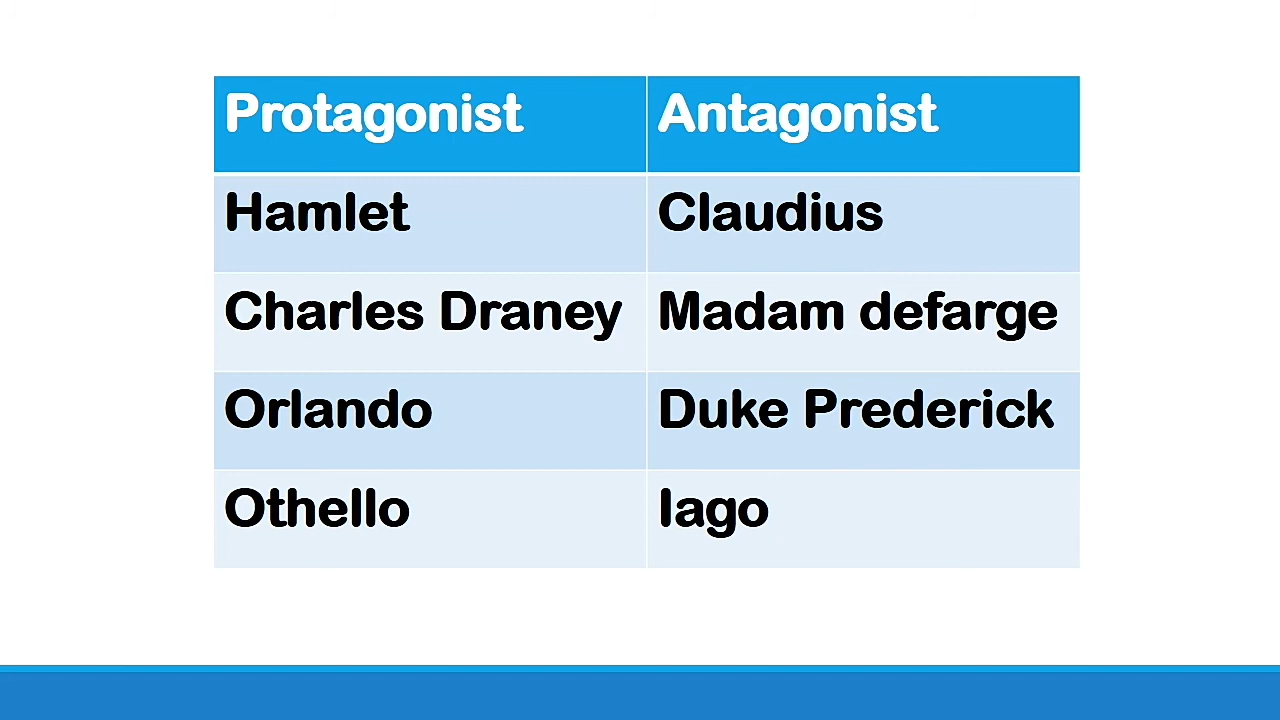 Protagonist Antagonist
Hamlet Claudius
Charles Draney Madam defarge
Orlando Duke Prederick
Othello Iago